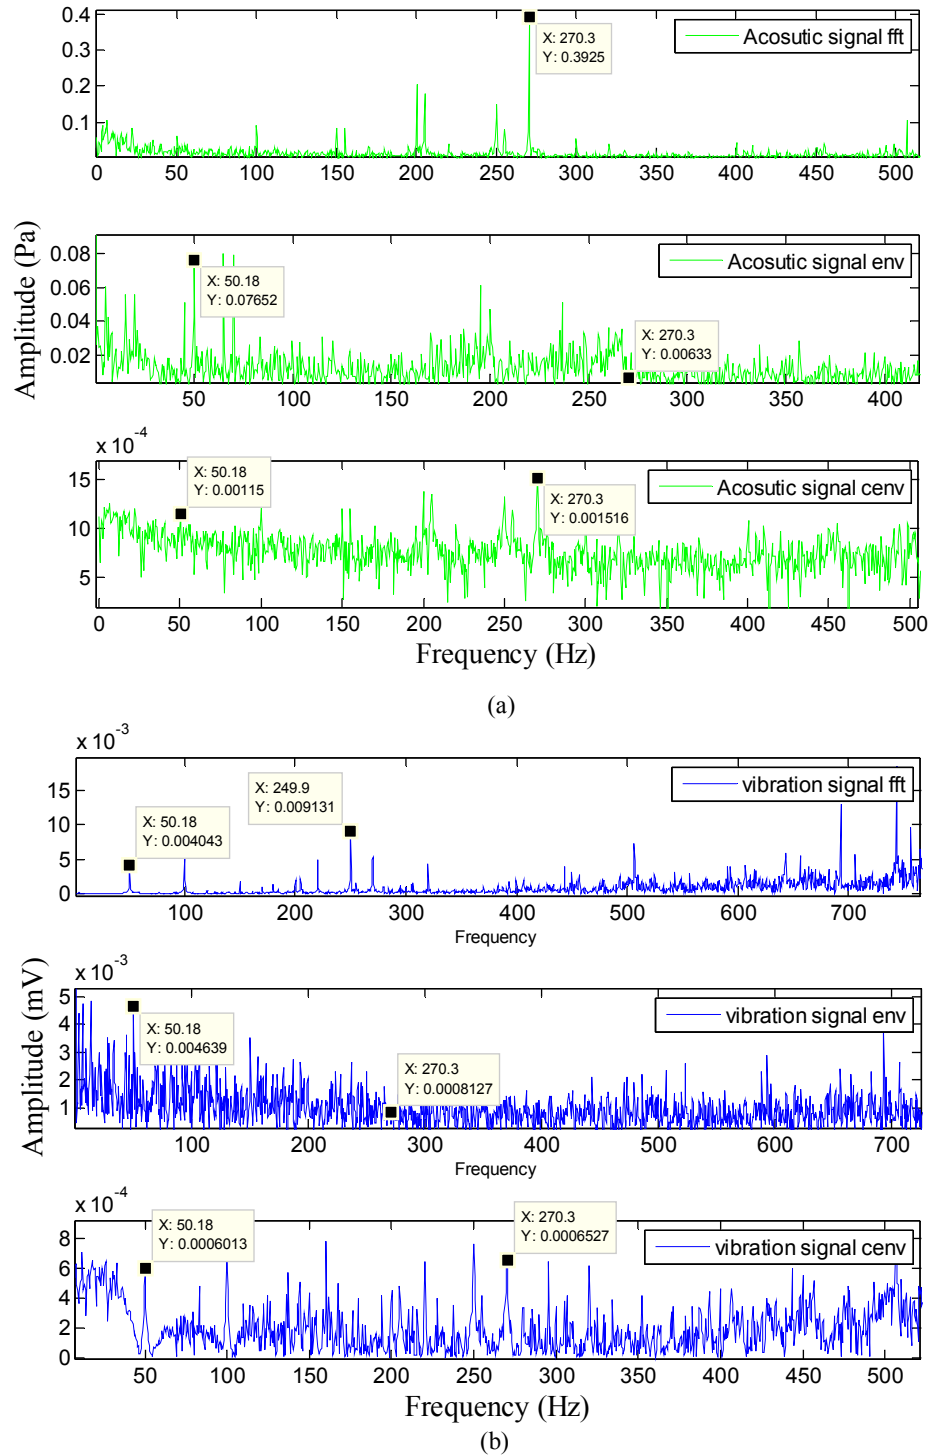 0.4
0.3
0.2
0.1
X: 270.3
Y: 0.3925
Acosutic signal fft
0 50 100 150 200 250 300 350 400 450 500
Amplitude (Pa)
0.08
0.06
0.04
0.02
X: 50.18
Y: 0.07652
X: 270.3
Y: 0.00633
Acosutic signal env
50 100 150 200 250 300 350 400
x 10-4
15
10
5
X: 50.18
Y: 0.00115
X: 270.3
Y: 0.001516
Acosutic signal cenv
0 50 100 150 200 250 300 350 400 450 500
Frequency (Hz)
(a)
x 10-3
15
10
5
0
X: 50.18
Y: 0.004043
X: 249.9
Y: 0.009131
vibration signal fft
100 200 300 400 500 600 700
Frequency
Amplitude (mV)
x 10-3
5
4
3
2
1
X: 50.18
Y: 0.004639
X: 270.3
Y: 0.0008127
vibration signal env
100 200 300 400 500 600 700
Frequency
x 10-4
8
6
4
2
0
X: 50.18
Y: 0.0006013
X: 270.3
Y: 0.0006527
vibration signal cenv
50 100 150 200 250 300 350 400 450 500
Frequency (Hz)
(b)